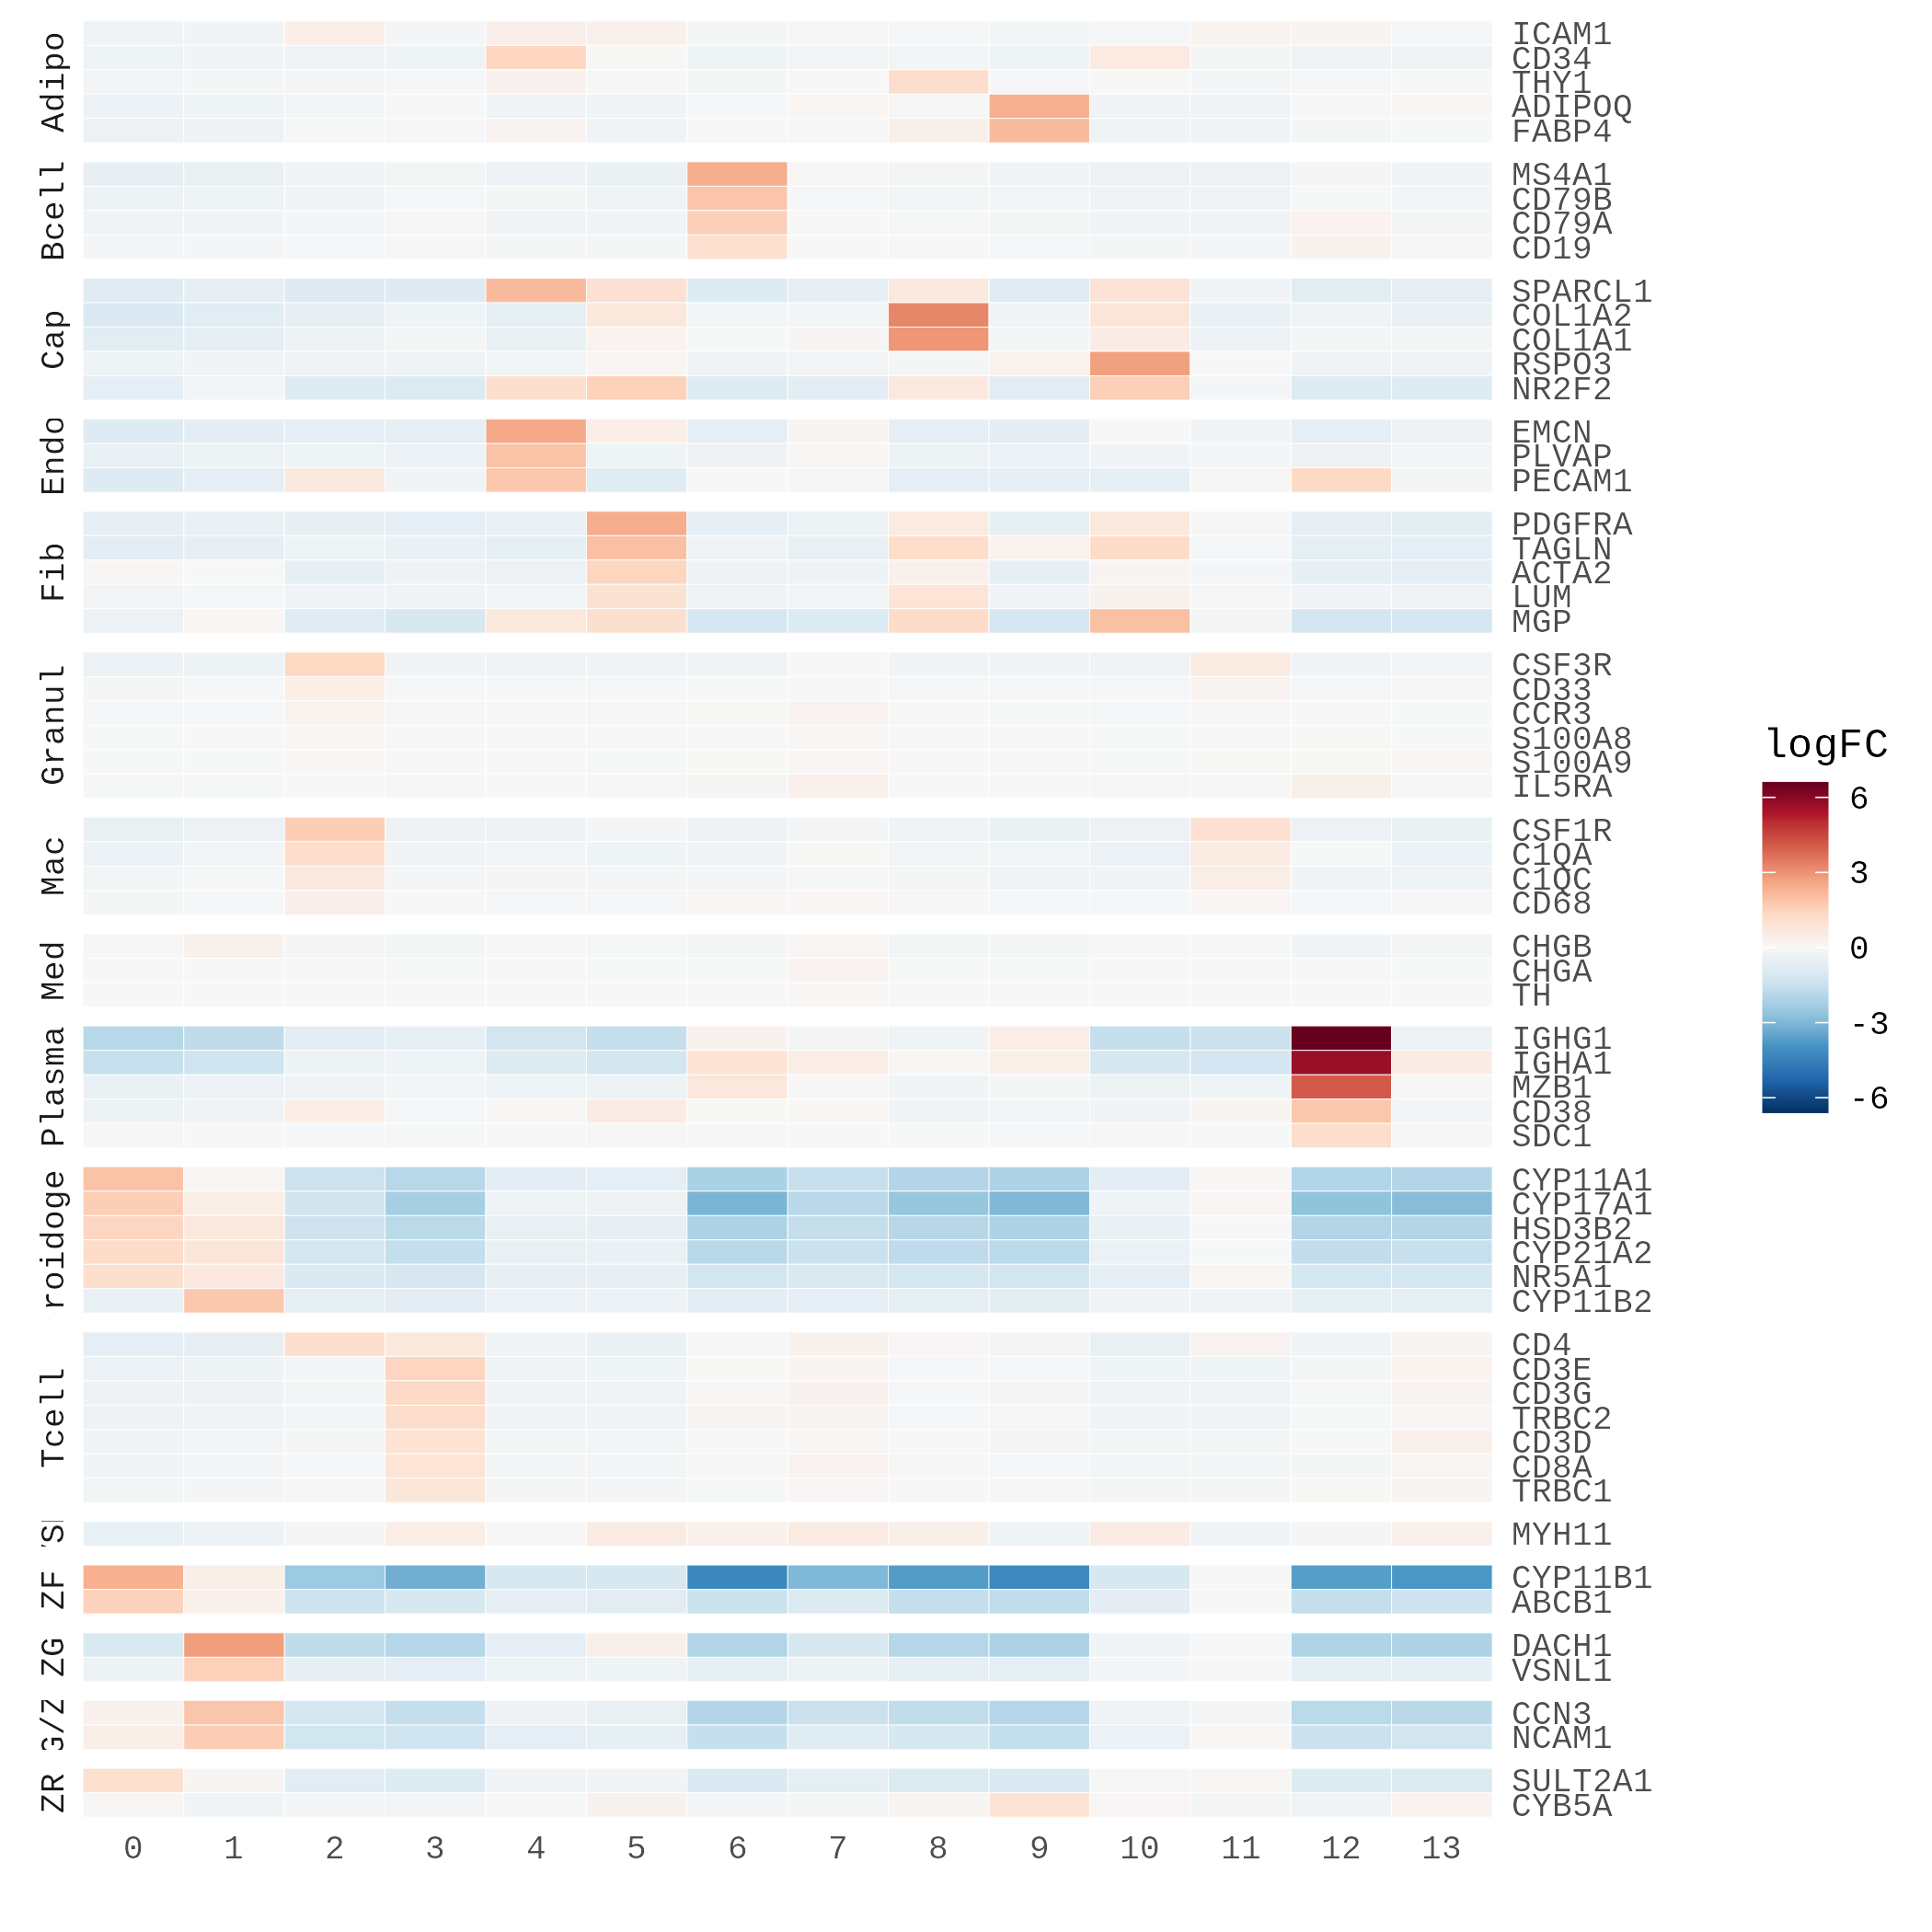 Adipo
ICAM1
CD34
THY1
ADIPOQ
FABP4
Bcell
MS4A1
CD79B
CD79A
CD19
Cap
SPARCL1
COL1A2
COL1A1
RSPO3
NR2F2
Endo
EMCN
PLVAP
PECAM1
Fib
PDGFRA
TAGLN
ACTA2
LUM
MGP
Granul
CSF3R
CD33
CCR3
S100A8
S100A9
IL5RA
Mac
CSF1R
C1QA
C1QC
CD68
Med
CHGB
CHGA
TH
Plasma
IGHG1
IGHA1
MZB1
CD38
SDC1
roidoge
CYP11A1
CYP17A1
HSD3B2
CYP21A2
NR5A1
CYP11B2
Tcell
CD4
CD3E
CD3G
TRBC2
CD3D
CD8A
TRBC1
MYH11
ZF
CYP11B1
ABCB1
ZG
DACH1
VSNL1
G/Z
CCN3
NCAM1
ZR
SULT2A1
CYB5A
0 1 2 3 4 5 6 7 8 9 10 11 12 13
logFC
6
3
0
-3
-6